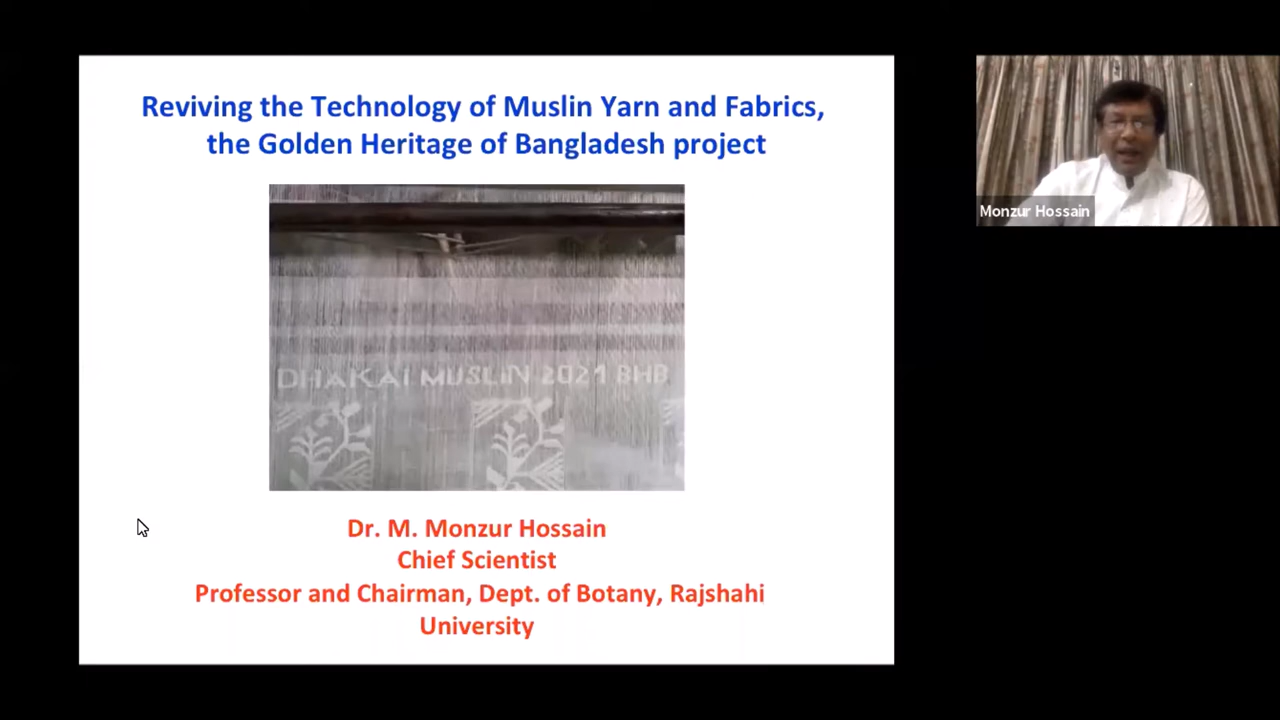 Reviving the Technology of Muslin Yarn and Fabrics,
the Golden Heritage of Bangladesh project
DHAKAI MUSLIN 2021 BHB
Dr. M. Monzur Hossain
Chief Scientist
Professor and Chairman, Dept. of Botany, Rajshahi
University
Monzur Hossain